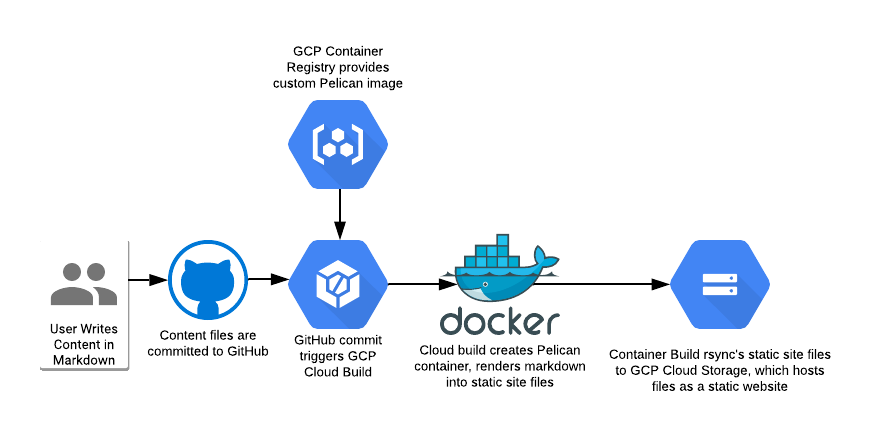 GCP Container
Registry provides
custom Pelican image
User Writes
Content in
Markdown
Content files are
committed to GitHub
GitHub commit
triggers GCP
Cloud Build
docker
Cloud build creates Pelican
container, renders markdown
into static site files
Container Build rsync's static site files
to GCP Cloud Storage, which hosts
files as a static website